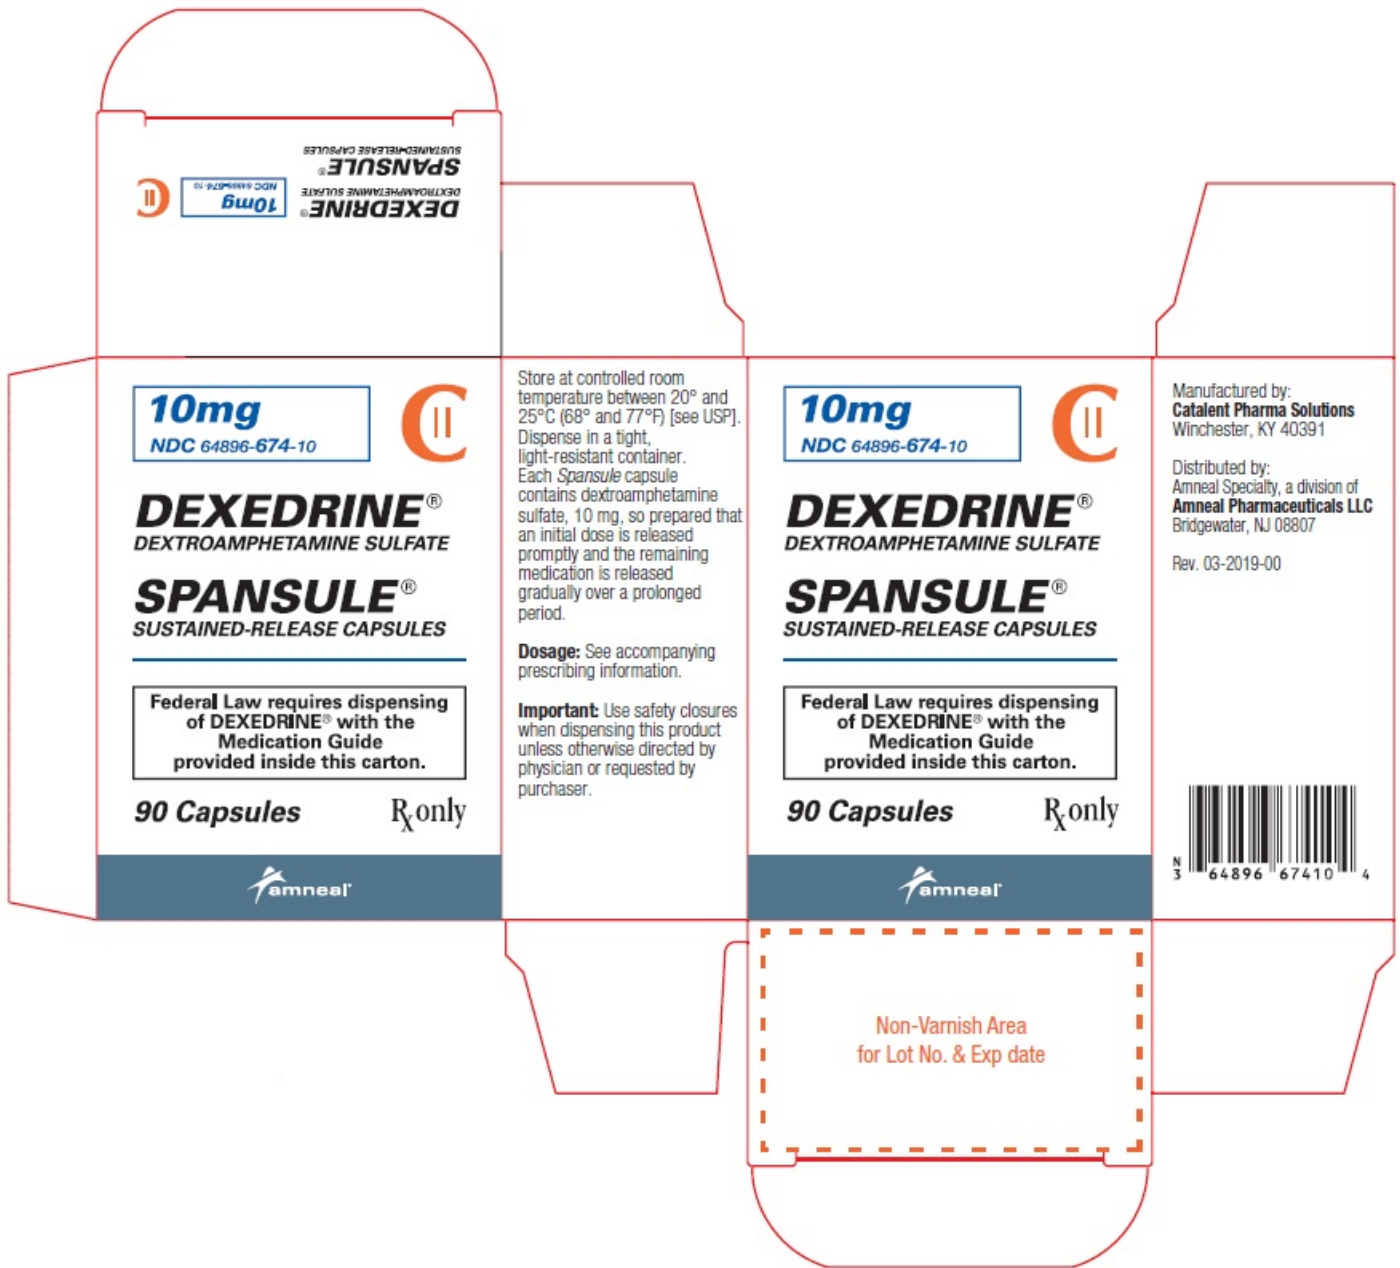 DEXEDRINE®
DEXTROAMPHETAMINE SULFATE
SPANSULE®
SUSTAINED-RELEASE CAPSULES
10mg
NDC 64896-674-10
CII
10mg
NDC 64896-674-10
CII
DEXEDRINE®
DEXTROAMPHETAMINE SULFATE
SPANSULE®
SUSTAINED-RELEASE CAPSULES
Federal Law requires dispensing
of DEXEDRINE® with the
Medication Guide
provided inside this carton.
90 Capsules
Rx only
amneal®
Store at controlled room
temperature between 20° and
25°C (68° and 77°F) [see USP].
Dispense in a tight,
light-resistant container.
Each Spansule capsule
contains dextroamphetamine
sulfate, 10 mg, so prepared that
an initial dose is released
promptly and the remaining
medication is released
gradually over a prolonged
period.
Dosage: See accompanying
prescribing information.
Important: Use safety closures
when dispensing this product
unless otherwise directed by
physician or requested by
purchaser.
10mg
NDC 64896-674-10
CII
DEXEDRINE®
DEXTROAMPHETAMINE SULFATE
SPANSULE®
SUSTAINED-RELEASE CAPSULES
Federal Law requires dispensing
of DEXEDRINE® with the
Medication Guide
provided inside this carton.
90 Capsules
Rx only
amneal®
Manufactured by:
Catalent Pharma Solutions
Winchester, KY 40391
Distributed by:
Amneal Specialty, a division of
Amneal Pharmaceuticals LLC
Bridgewater, NJ 08807
Rev. 03-2019-00
N
3 64896 67410 4
Non-Varnish Area
for Lot No. & Exp date